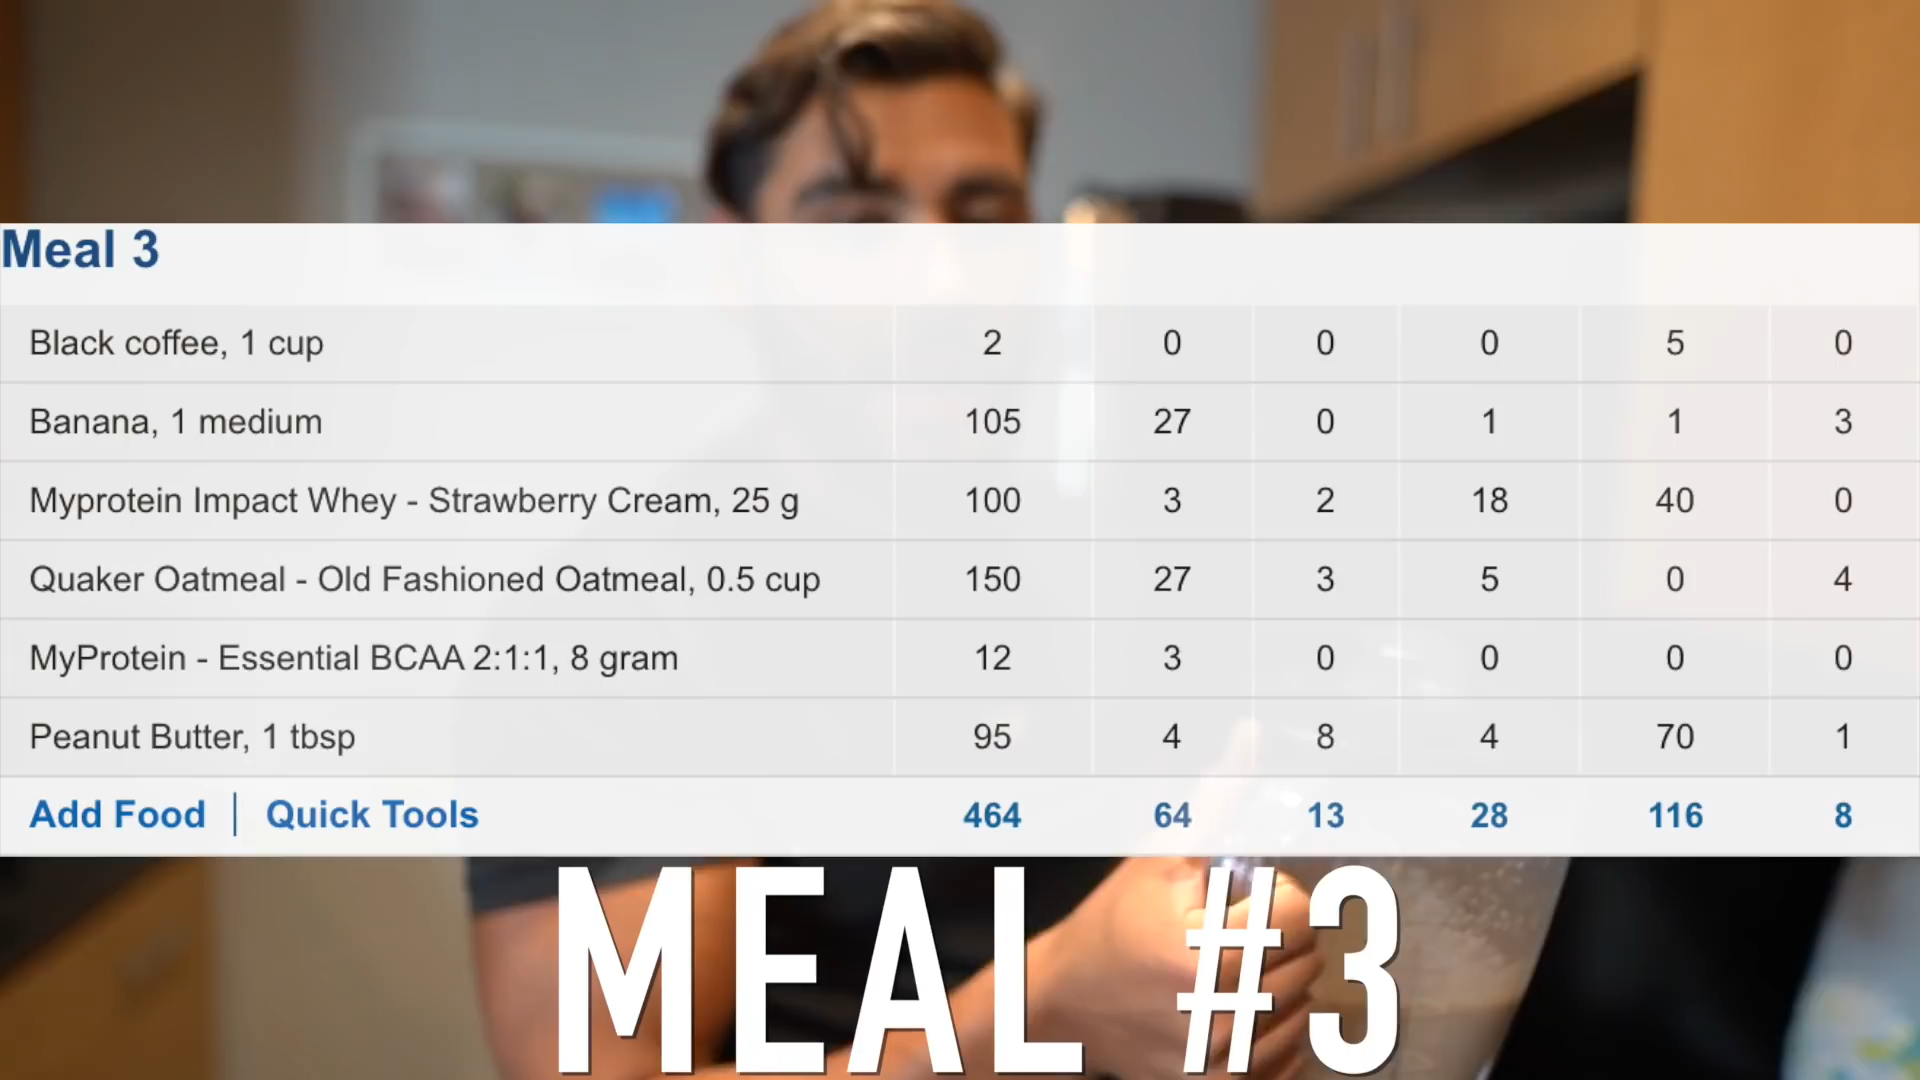 Meal 3
Black coffee, 1 cup 2 0 0 0 5 0
Banana, 1 medium 105 27 0 1 1 3
Myprotein Impact Whey - Strawberry Cream, 25 g 100 3 2 18 40 0
Quaker Oatmeal - Old Fashioned Oatmeal, 0.5 cup 150 27 3 5 0 4
MyProtein - Essential BCAA 2:1:1, 8 gram 12 3 0 0 0 0
Peanut Butter, 1 tbsp 95 4 8 4 70 1
Add Food | Quick Tools 464 64 13 28 116 8
MEAL #3